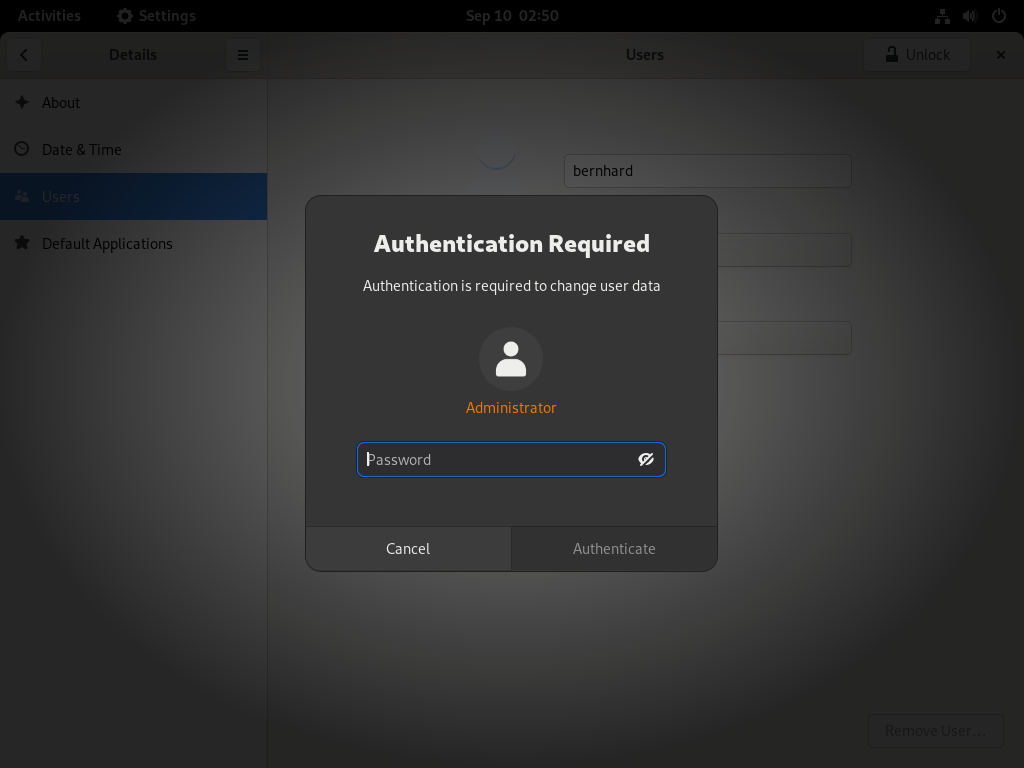 Activities
Settings
Sep 10 02:50
Details
Users
Unlock
About
Date & Time
Users
Default Applications
bernhard
Authentication Required
Authentication is required to change user data
Administrator
Password
Cancel
Authenticate
Remove User...